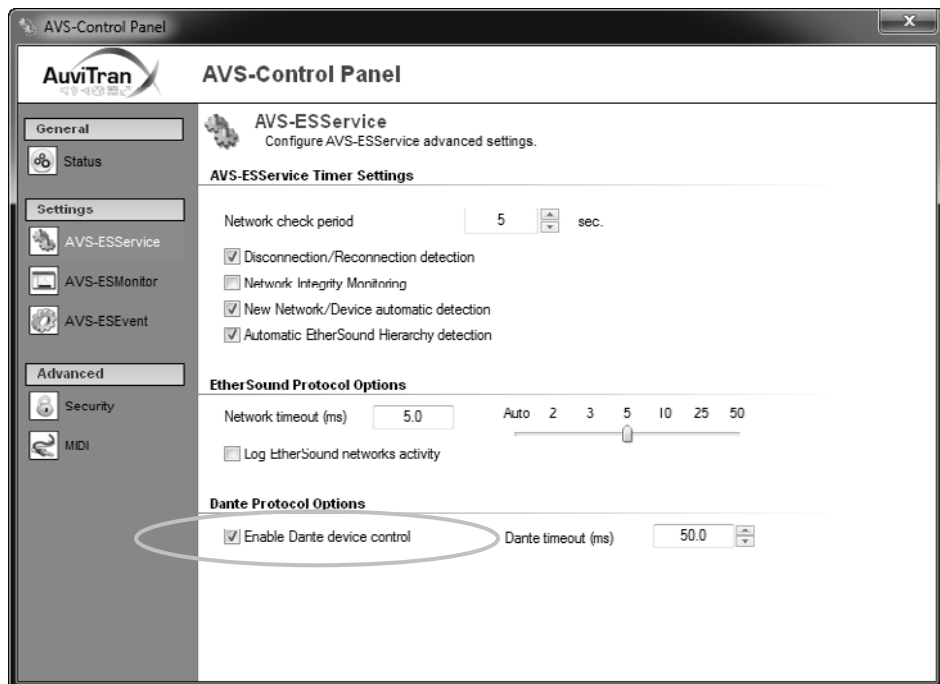 AVS-Control Panel
x
AuviTran
AVS-Control Panel
General
Status
Settings
AVS-ESService
AVS-ESMonitor
AVS-ESEvent
Advanced
Security
MIDI
AVS-ESService
Configure AVS-ESService advanced settings.
AVS-ESService Timer Settings
Network check period 5 sec.
Disconnection/Reconnection detection
Network Integrity Monitoring
New Network/Device automatic detection
Automatic EtherSound Hierarchy detection
EtherSound Protocol Options
Network timeout (ms) 5.0 Auto 2 3 5 10 25 50
Log EtherSound networks activity
Dante Protocol Options
Enable Dante device control Dante timeout (ms) 50.0